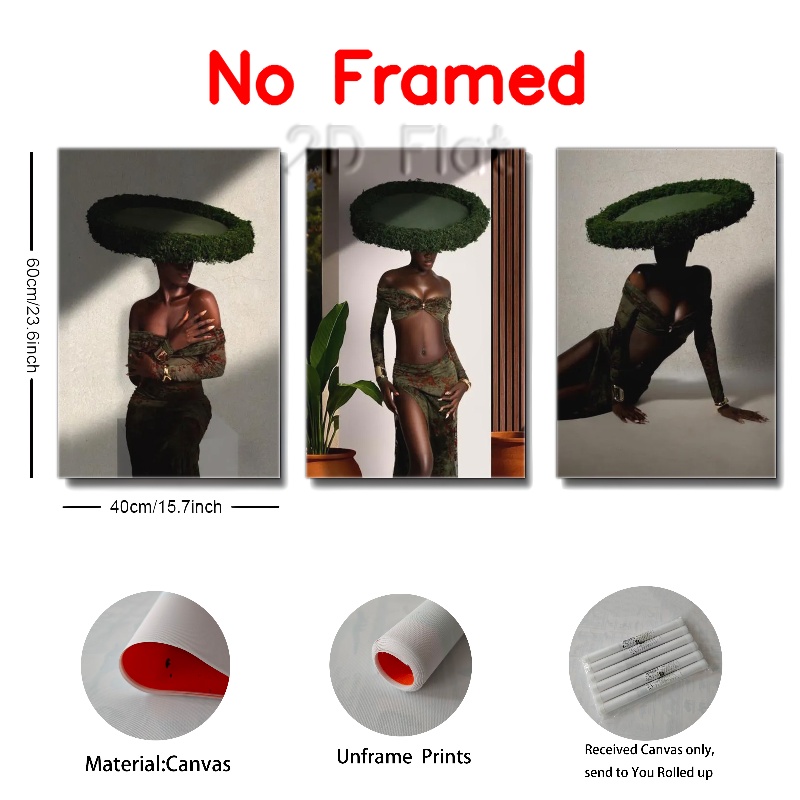 No Framed
2D Flat
60cm/23.6inch
40cm/15.7inch
Material:Canvas
Unframe Prints
Received Canvas only,
send to You Rolled up